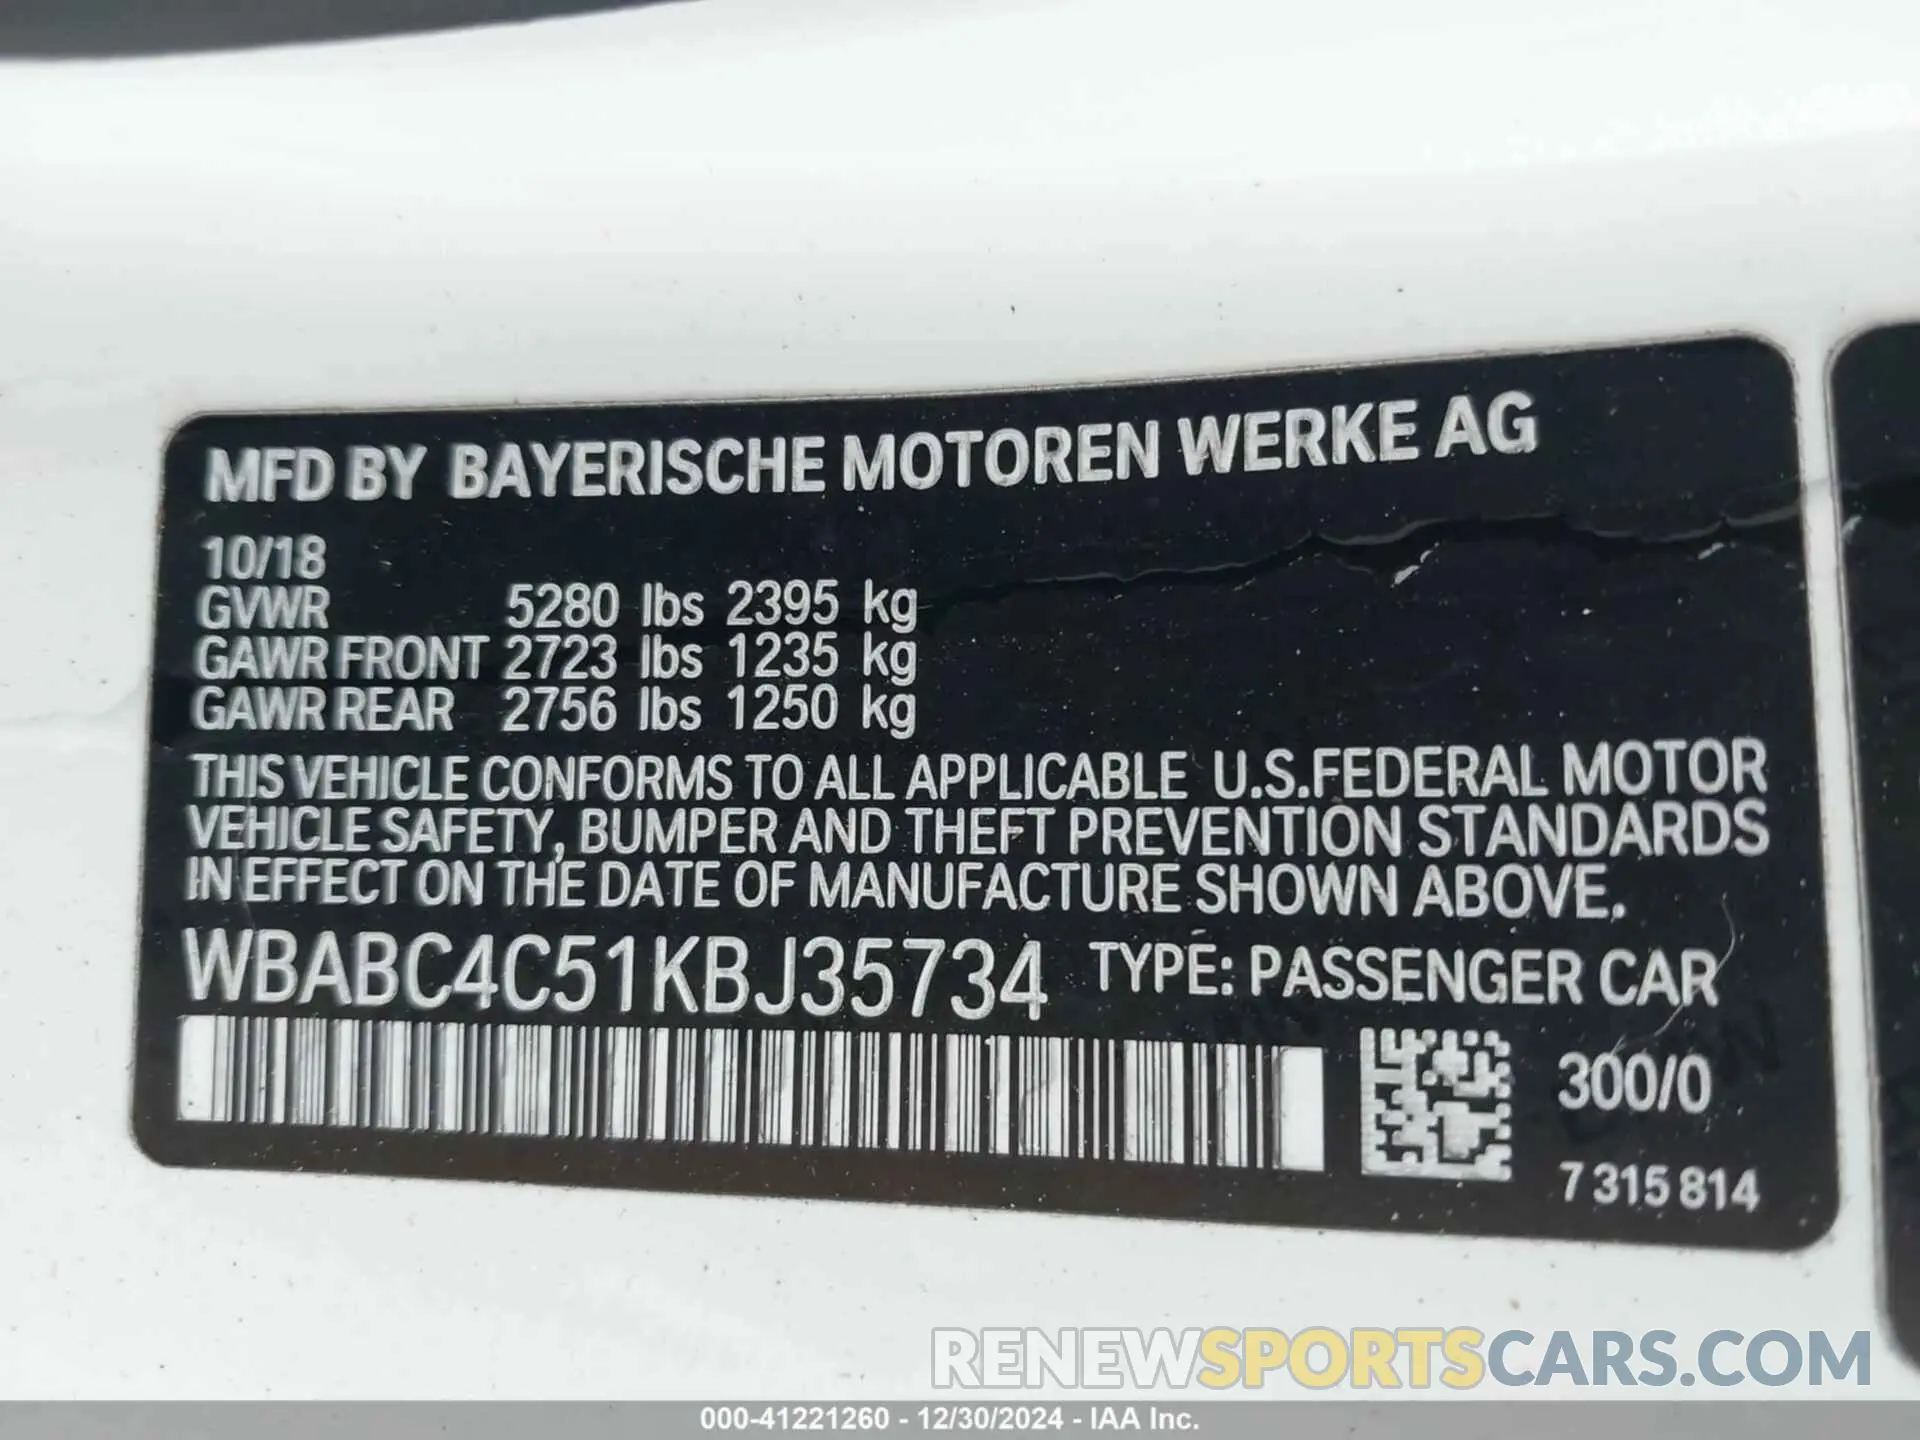 MFD BY BAYERISCHE MOTOREN WERKE AG
10/18
GVWR 5280 lbs 2395 kg
GAWR FRONT 2723 lbs 1235 kg
GAWR REAR 2756 lbs 1250 kg
THIS VEHICLE CONFORMS TO ALL APPLICABLE U.S.FEDERAL MOTOR
VEHICLE SAFETY, BUMPER AND THEFT PREVENTION STANDARDS
IN EFFECT ON THE DATE OF MANUFACTURE SHOWN ABOVE.
WBABC4C51KBJ35734 TYPE: PASSENGER CAR
300/0
7 315 814
RENEWSPORTSCARS.COM
000-41221260 - 12/30/2024 - IAA Inc.